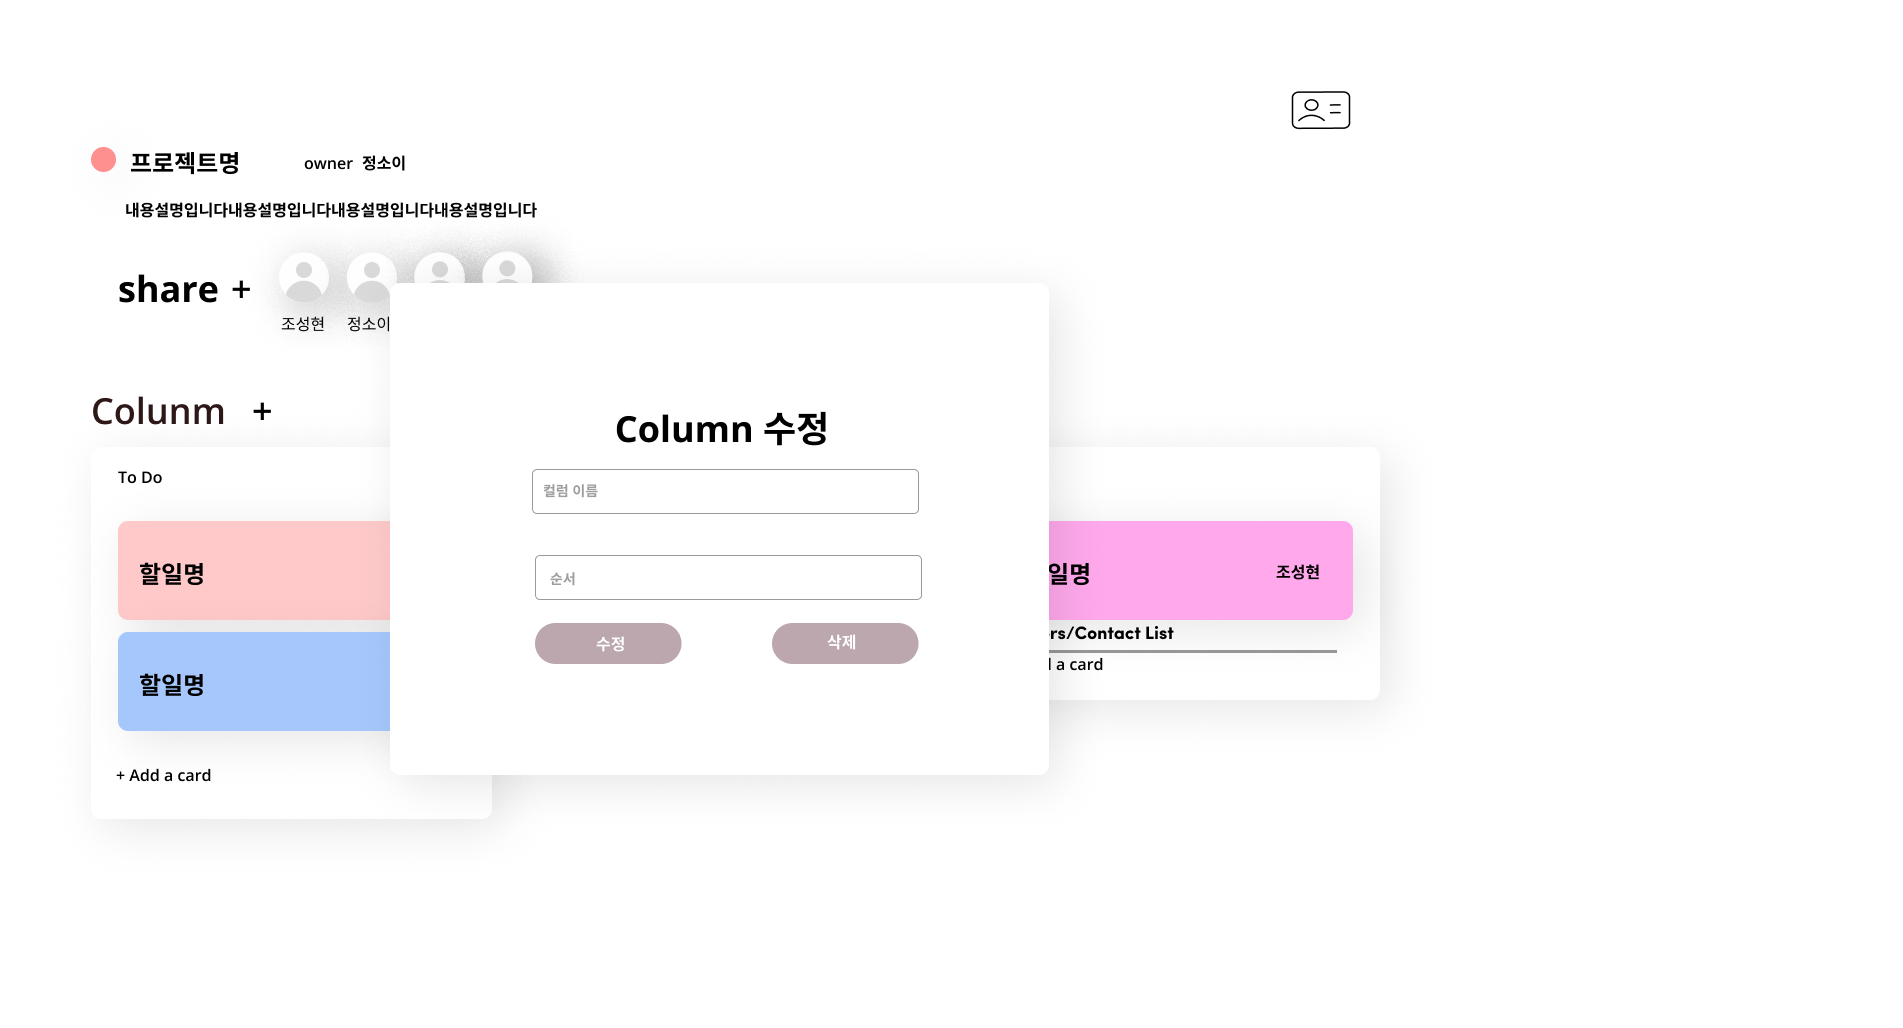 프로젝트명
owner 정소이
내용설명입니다내용설명입니다내용설명입니다내용설명입니다
share +
조성현
정소이
Colunm +
To Do
할일명
할일명
+ Add a card
Column 수정
컬럼 이름
순서
수정
삭제
일명
조성현
rs/Contact List
a card